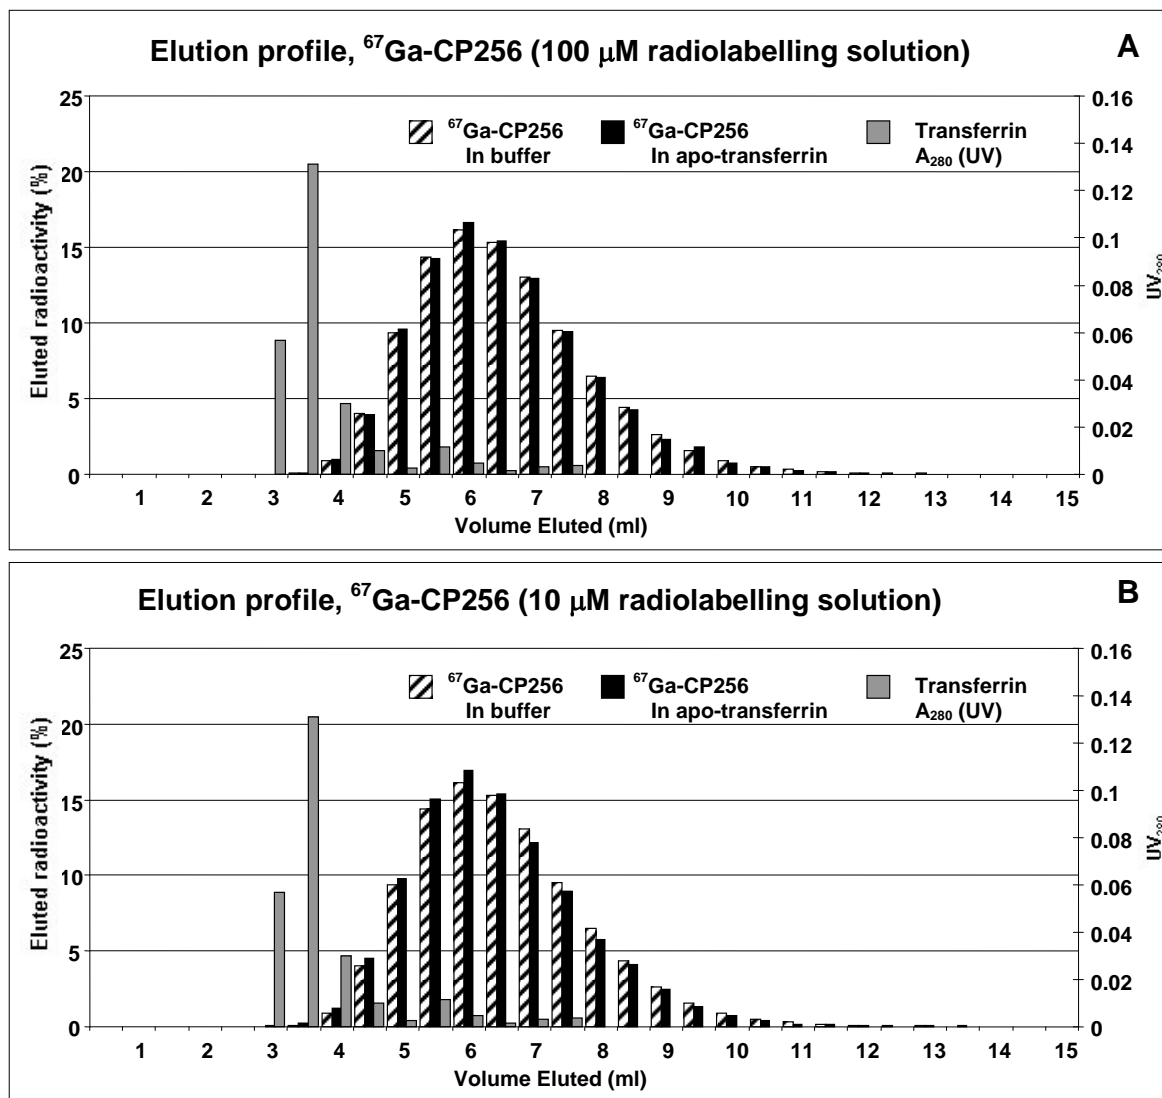 Elution profile, ⁶⁷Ga-CP256 (100 μM radiolabelling solution)
A
25
20
15
10
5
0
Eluted radioactivity (%)
⁶⁷Ga-CP256
In buffer
⁶⁷Ga-CP256
In apo-transferrin
Transferrin
A₂₈₀ (UV)
0.16
0.14
0.12
0.1
0.08
0.06
0.04
0.02
0
UV₂₈₀
1 2 3 4 5 6 7 8 9 10 11 12 13 14 15
Volume Eluted (ml)
Elution profile, ⁶⁷Ga-CP256 (10 μM radiolabelling solution)
B
25
20
15
10
5
0
Eluted radioactivity (%)
⁶⁷Ga-CP256
In buffer
⁶⁷Ga-CP256
In apo-transferrin
Transferrin
A₂₈₀ (UV)
0.16
0.14
0.12
0.1
0.08
0.06
0.04
0.02
0
UV₂₈₀
1 2 3 4 5 6 7 8 9 10 11 12 13 14 15
Volume Eluted (ml)